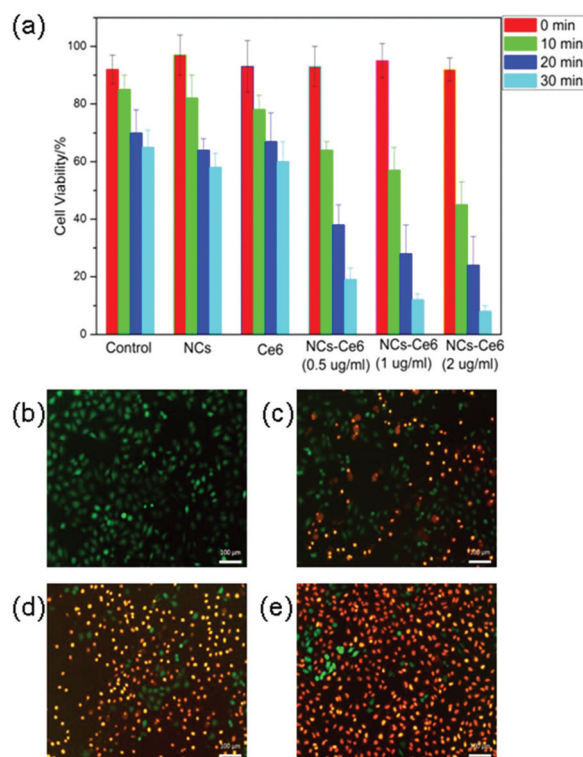 (a)
0 min
10 min
20 min
30 min
100
80
60
40
20
0
Cell Viability/%
Control
NCs
Ce6
NCs-Ce6
(0.5 ug/ml)
NCs-Ce6
(1 ug/ml)
NCs-Ce6
(2 ug/ml)
(b)
100 µm
(c)
(d)
(e)